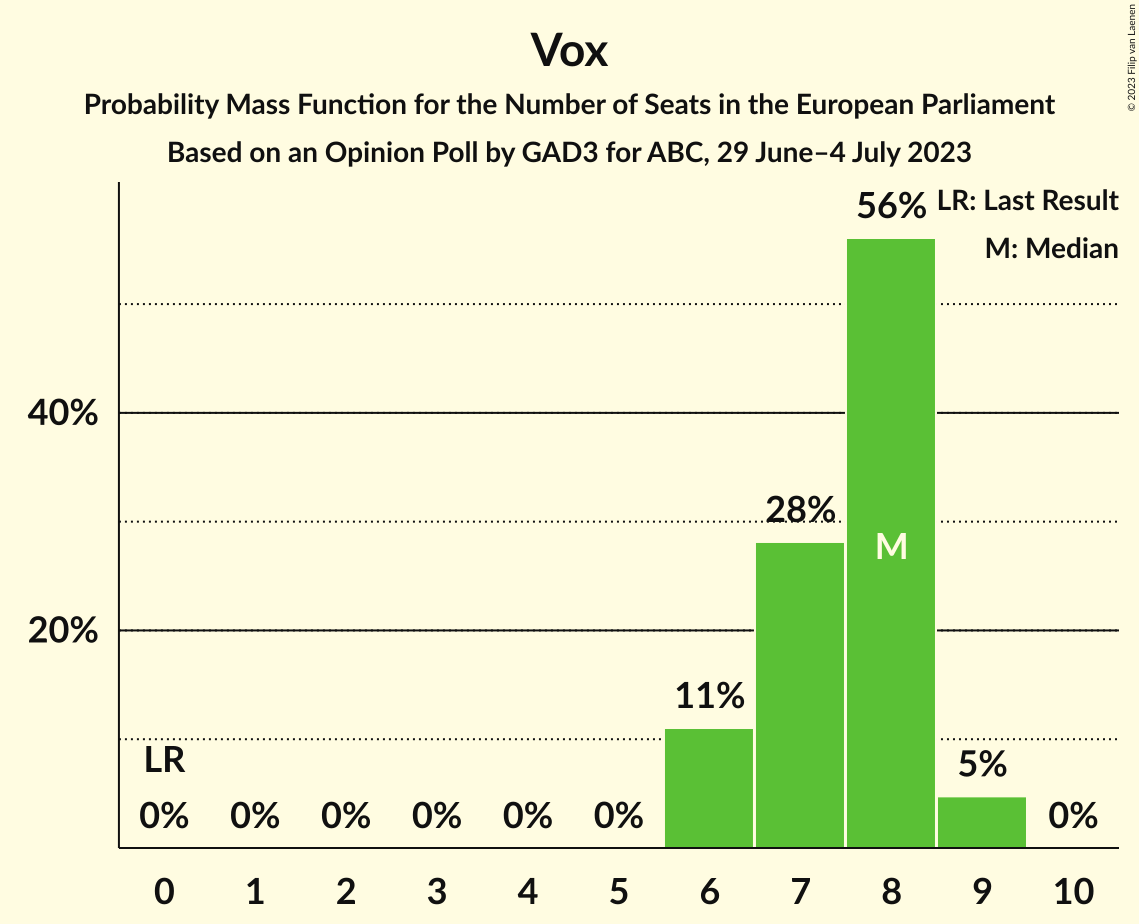 Vox
Probability Mass Function for the Number of Seats in the European Parliament
Based on an Opinion Poll by GAD3 for ABC, 29 June–4 July 2023
© 2023 Filip van Laenen
LR: Last Result
M: Median
56%
40%
28%
M
20%
11%
LR
5%
0% 0% 0% 0% 0% 0% 0%
0 1 2 3 4 5 6 7 8 9 10